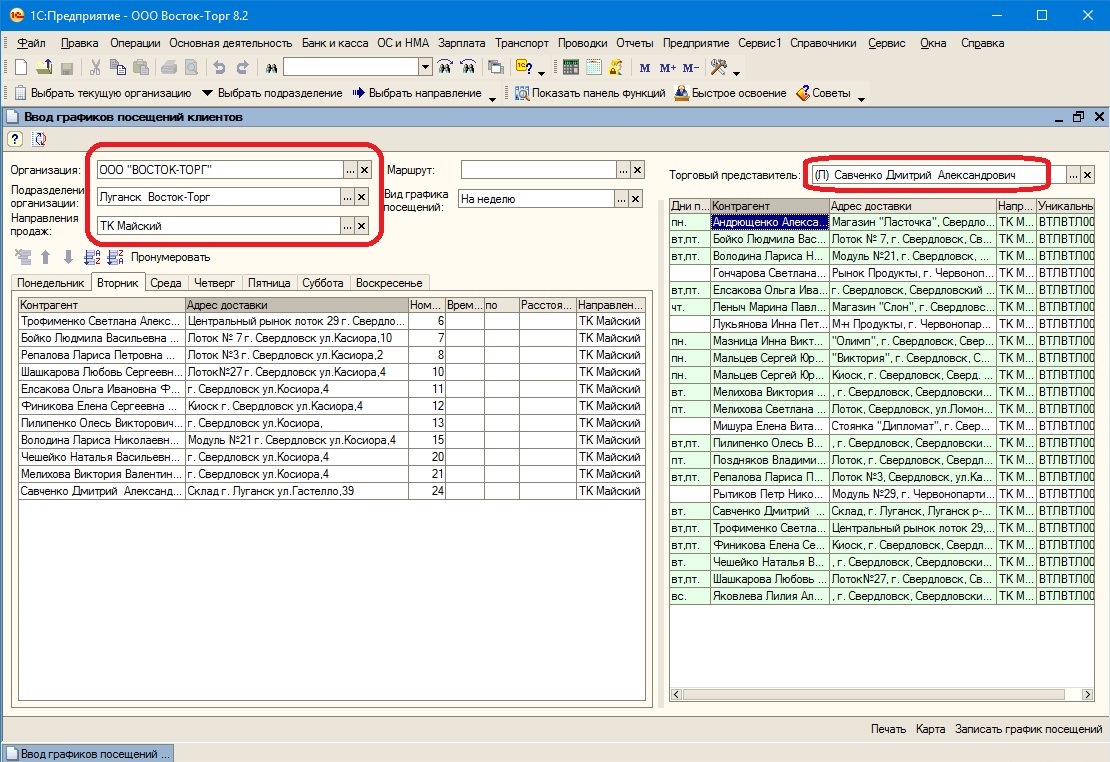 1С:Предприятие - ООО Восток-Торг 8.2
Файл Правка Операции Основная деятельность Банк и касса ОС и НМА Зарплата Транспорт Проводки Отчеты Предприятие Сервис1 Справочники Сервис Окна Справка
M M+ M-
Выбрать текущую организацию Выбрать подразделение Выбрать направление Показать панель функций Быстрое освоение Советы
Ввод графиков посещений клиентов
Организация: ООО "ВОСТОК-ТОРГ" Маршрут: Торговый представитель: (П) Савченко Дмитрий Александрович
Подразделени организации: Луганск Восток-Торг Вид графика посещений: На неделю
Направления продаж: ТК Майский
Пронумеровать
Понедельник Вторник Среда Четверг Пятница Суббота Воскресенье
Контрагент Адрес доставки Ном... Врем... по Расстоя... Направлен...
Трофименко Светлана Алекс... Центральный рынок лоток 29 г. Свердло... 6 ТК Майский
Бойко Людмила Васильевна ... Лоток № 7 г. Свердловск ул.Касиора,10 7 ТК Майский
Репалова Лариса Петровна ... Лоток №3 г. Свердловск ул.Касиора,2 8 ТК Майский
Шашкарова Любовь Сергеевн... Лоток№27 г. Свердловск ул.Касиора,4 10 ТК Майский
Елсакова Ольга Ивановна Ф... г. Свердловск ул.Косиора,4 11 ТК Майский
Финикова Елена Сергеевна ... Киоск г. Свердловск ул.Касиора,4 12 ТК Майский
Пилипенко Олесь Викторович... г. Свердловск ул.Косиора, 13 ТК Майский
Володина Лариса Николаевн... Модуль №21 г. Свердловск ул.Косиора,4 15 ТК Майский
Чешейко Наталья Васильевн... г. Свердловск ул.Косиора,4 20 ТК Майский
Мелихова Виктория Валентин... г. Свердловск ул.Косиора,4 21 ТК Майский
Савченко Дмитрий Александ... Склад г. Луганск ул.Гастелло,39 24 ТК Майский
Дни п... Контрагент Адрес доставки Напр... Уникальны
пн. Андрющенко Алекса... Магазин "Ласточка", Свердло... ТК М... ВТЛВТЛ00
вт,пт. Бойко Людмила Вас... Лоток № 7, г. Свердловск, Св... ТК М... ВТЛВТЛ00
вт,пт. Володина Лариса Н... Модуль №21, г. Свердловск, ... ТК М... ВТЛВТЛ00
Гончарова Светлана... Рынок Продукты, г. Червоноп... ТК М... ВТЛВТЛ00
вт,пт. Елсакова Ольга Ива... , г. Свердловск, Свердловски... ТК М... ВТЛВТЛ00
чт. Леныч Марина Павл... Магазин "Слон", г. Свердловс... ТК М... ВТЛВТЛ00
Лукьянова Инна Пет... М-н Продукты, г. Червонопар... ТК М... ВТЛВТЛ00
пн. Мазница Инна Викт... "Олимп", г. Свердловск, Свер... ТК М... ВТЛВТЛ00
пн. Мальцев Сергей Юр... "Виктория", г. Свердловск, С... ТК М... ВТЛВТЛ00
пн. Мальцев Сергей Юр... Киоск, г. Свердловск, Сверд. ... ТК М... ВТЛВТЛ00
вт. Мелихова Виктория ... , г. Свердловск, Свердловски... ТК М... ВТЛВТЛ00
пт. Мелихова Светлана ... Лоток, Свердловск, ул.Ломон... ТК М... ВТЛВТЛ00
Мишура Елена Вита... Стоянка "Дипломат", г. Свер... ТК М... ВТЛВТЛ00
вт,пт. Пилипенко Олесь В... , г. Свердловск, Свердловски... ТК М... ВТЛВТЛ00
пт. Поздняков Владими... Лоток, г. Свердловск, Свердл... ТК М... ВТЛВТЛ00
вт,пт. Репалова Лариса П... Лоток №3, Свердловск, ул.Ка... ТК М... ВТЛВТЛ00
Рытиков Петр Нико... Модуль №29, г. Червонопарти... ТК М... ВТЛВТЛ00
вт. Савченко Дмитрий ... Склад, г. Луганск, Луганск р-... ТК М... ВТЛВТЛ00
вт,пт. Трофименко Светла... Центральный рынок лоток 29,... ТК М... ВТЛВТЛ00
вт,пт. Финикова Елена Се... Киоск, г. Свердловск, Свердл... ТК М... ВТЛВТЛ00
вт. Чешейко Наталья В... , г. Свердловск, Свердловски... ТК М... ВТЛВТЛ00
вт,пт. Шашкарова Любовь ... Лоток№27, г. Свердловск, Св... ТК М... ВТЛВТЛ00
вс. Яковлева Лилия Ал... , г. Свердловск, Свердловски... ТК М... ВТЛВТЛ00
Печать Карта Записать график посещений
Ввод графиков посещений ...